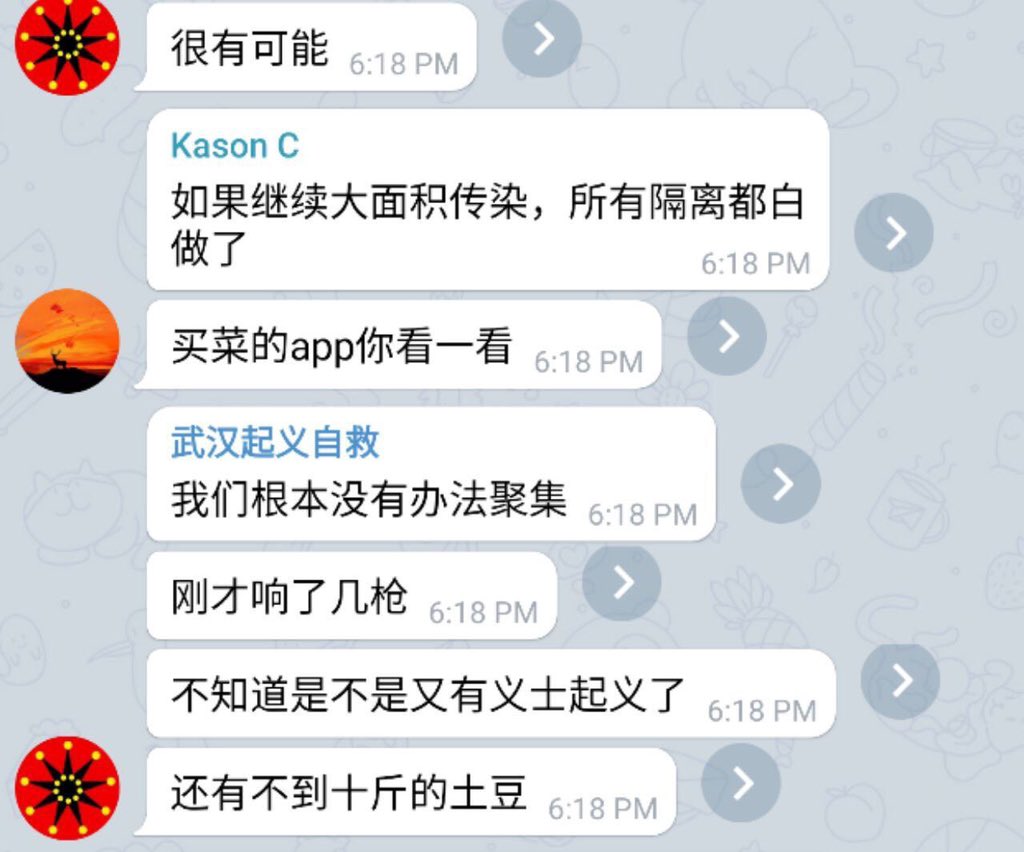 很有可能 6:18 PM
Kason C
如果继续大面积传染，所有隔离都白
做了 6:18 PM
买菜的app你看一看 6:18 PM
武汉起义自救
我们根本没有办法聚集 6:18 PM
刚才响了几枪 6:18 PM
不知道是不是又有义士起义了 6:18 PM
还有不到十斤的土豆 6:18 PM